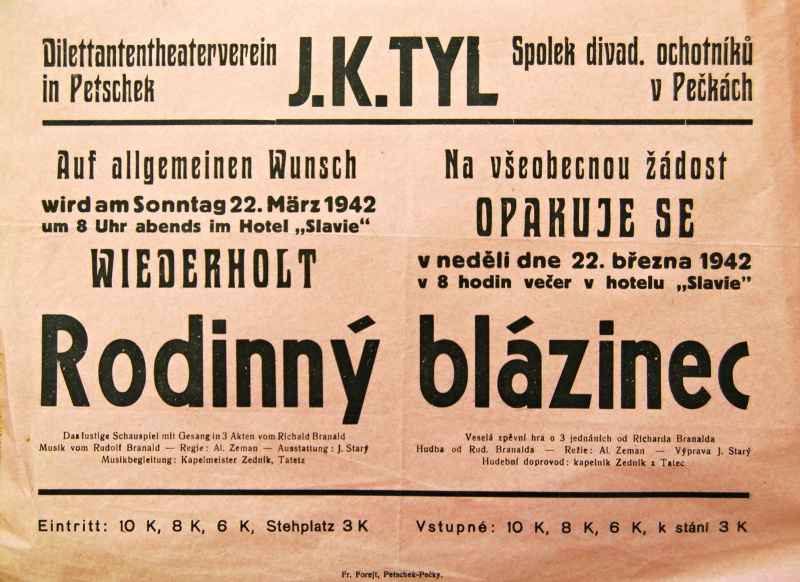 Dilettantentheaterverein
in Petschek
J.K.TYL
Spolek divad. ochotníků
v Pečkách
Auf allgemeinen Wunsch
wird am Sonntag 22. März 1942
um 8 Uhr abends im Hotel „Slavie“
WIEDERHOLT
Na všeobecnou žádost
OPAKUJE SE
v neděli dne 22. března 1942
v 8 hodin večer v hotelu „Slavie”
Rodinný blázinec
Das lustige Schauspiel mit Gesang in 3 Akten vom Richald Branald
Musik vom Rudolf Branald — Regie: Al. Zeman — Ausstattung: J. Starý
Musikbegleitung: Kapelmeister Zedník, Tatetz
Veselá zpěvní hra o 3 jednáních od Richarda Branalda
Hudba od Rud. Branalda — Režie: Al. Zeman — Výprava J. Starý
Hudební doprovod: kapelník Zedník z Tatec
Eintritt: 10 K, 8 K, 6 K, Stehplatz 3 K
Vstupné: 10 K, 8 K, 6 K, k stání 3 K
Fr. Forejt, Petschek-Pečky.